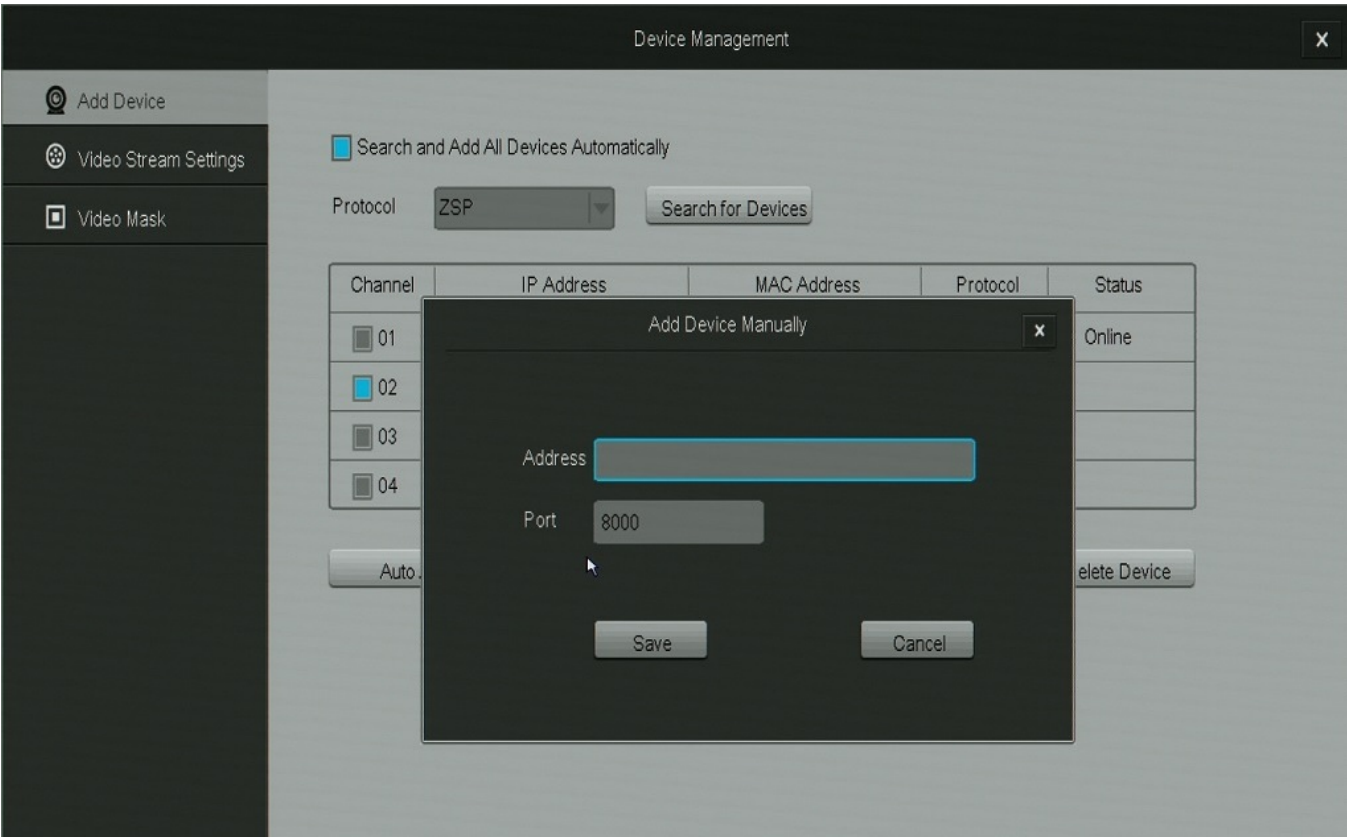 Device Management x
Add Device
Video Stream Settings
Video Mask
Search and Add All Devices Automatically
Protocol ZSP Search for Devices
Channel IP Address MAC Address Protocol Status
Add Device Manually x
01 Online
02
03
Address
04
Port 8000
Auto elete Device
Save Cancel